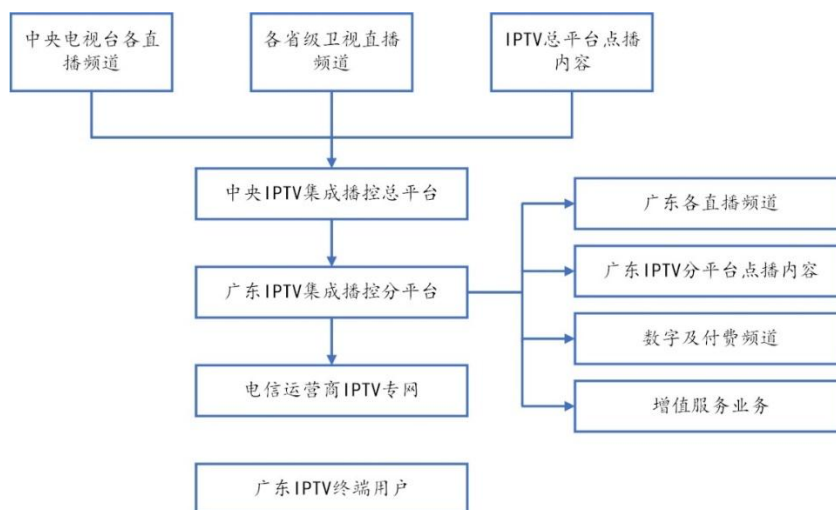 中央电视台各直
播频道
各省级卫视直播
频道
IPTV总平台点播
内容
中央IPTV集成播控总平台
广东各直播频道
广东IPTV集成播控分平台
广东IPTV分平台点播内容
数字及付费频道
电信运营商IPTV专网
增值服务业务
广东IPTV终端用户